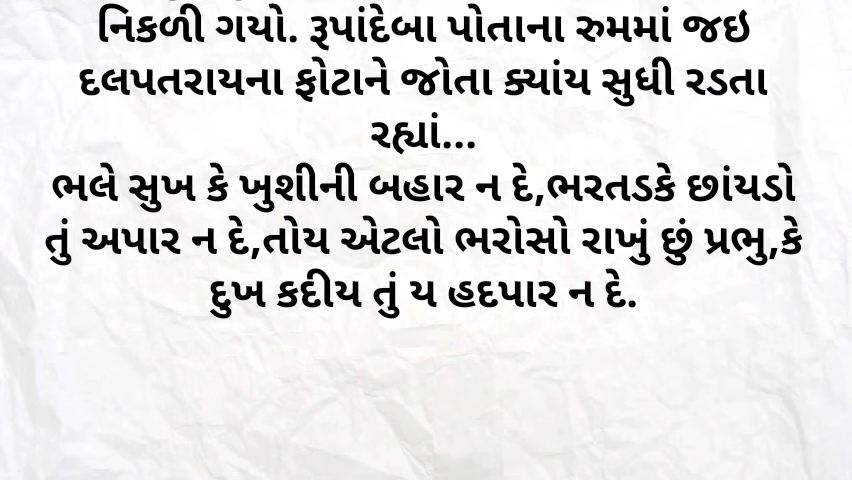 નિકળી ગયો. રૂપાંદેબા પોતાના રુમમાં જઇ
દલપતરાયના ફોટાને જોતા ક્યાંય સુધી રડતા
રહ્યાં...
ભલે સુખ કે ખુશીની બહાર ન દે,ભરતડકે છાંયડો
તું અપાર ન દે,તોય એટલો ભરોસો રાખું છું પ્રભુ,કે
દુખ કદીય તું ય હદપાર ન દે.